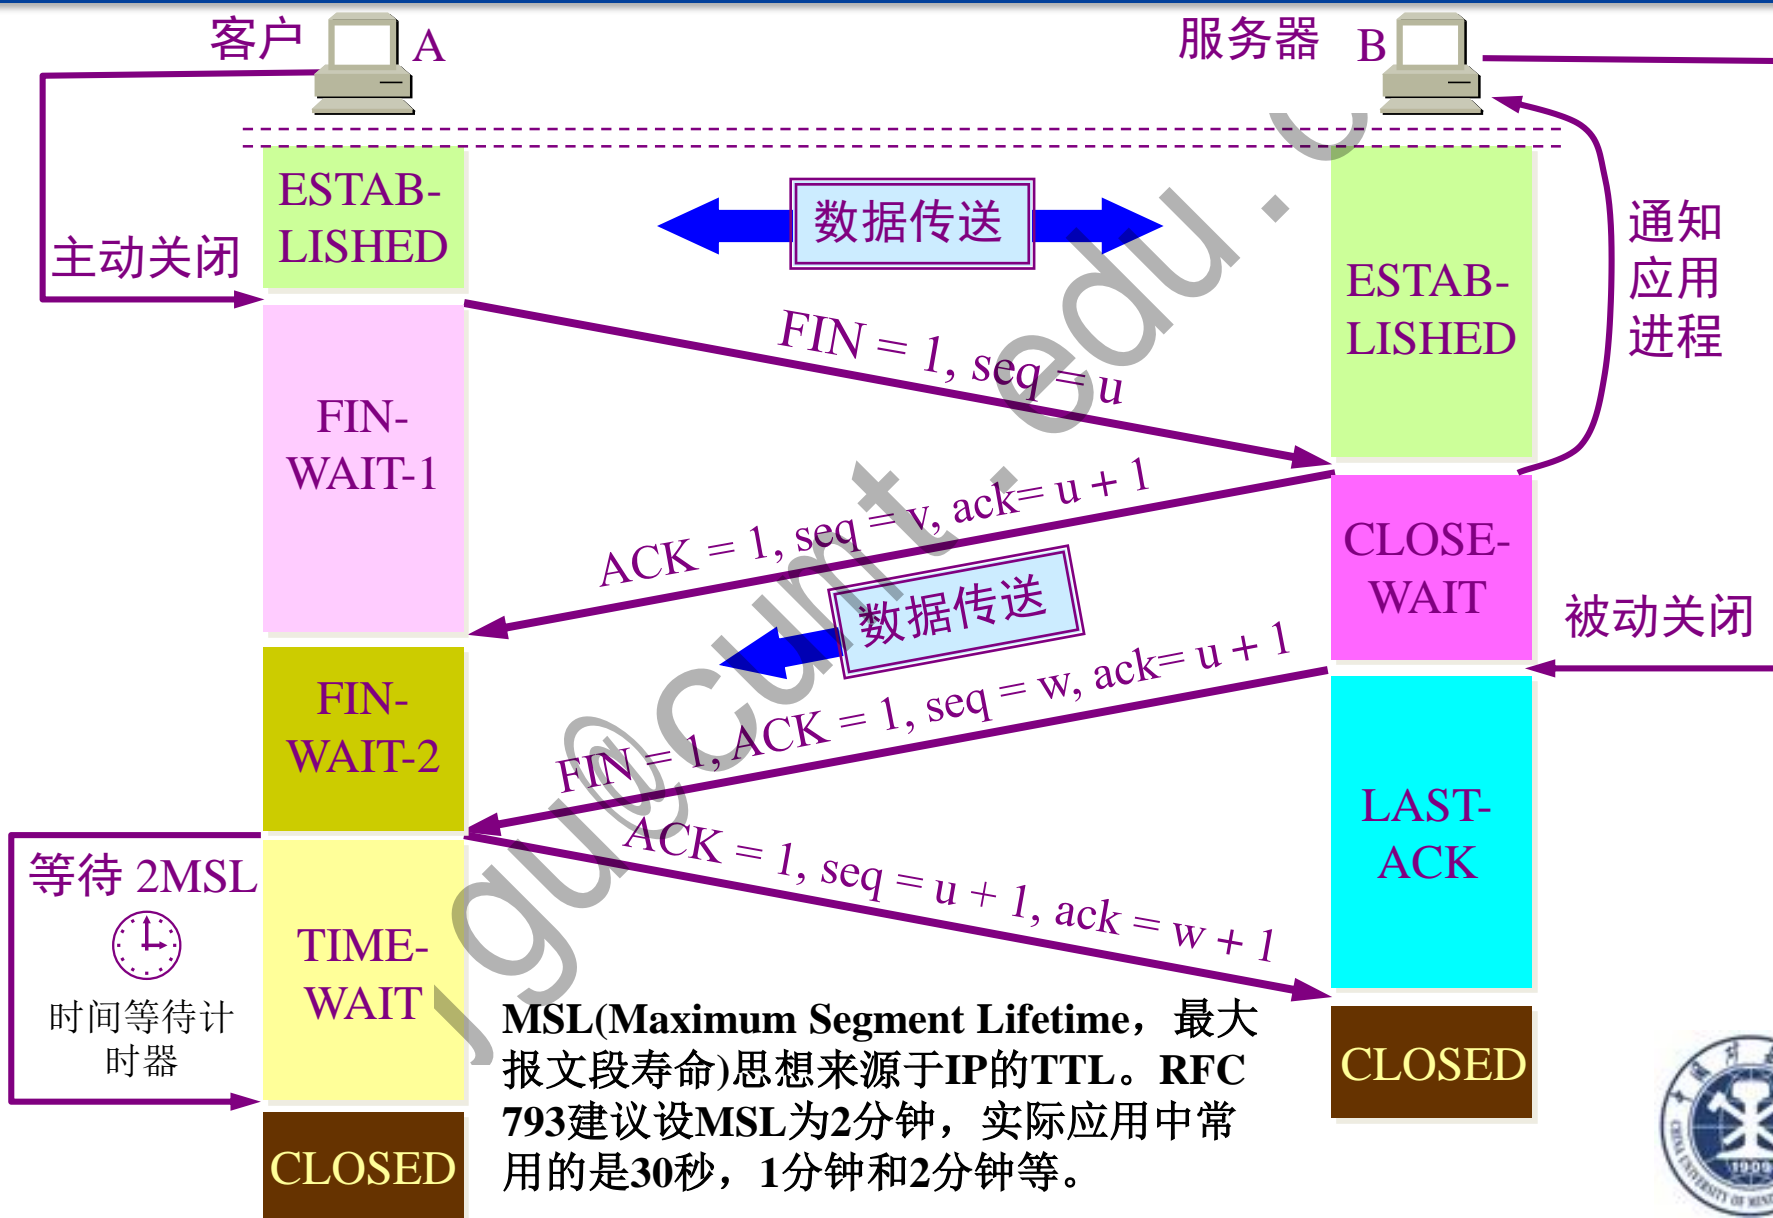 客户 A
服务器 B
ESTAB-
LISHED
数据传送
ESTAB-
LISHED
主动关闭
通知
应用
进程
FIN = 1, seq = u
FIN-
WAIT-1
ACK = 1, seq = v, ack= u + 1
CLOSE-
WAIT
数据传送
被动关闭
FIN = 1, ACK = 1, seq = w, ack= u + 1
FIN-
WAIT-2
LAST-
ACK
ACK = 1, seq = u + 1, ack = w + 1
等待 2MSL
时间等待计
时器
TIME-
WAIT
MSL(Maximum Segment Lifetime，最大
报文段寿命)思想来源于IP的TTL。RFC
793建议设MSL为2分钟，实际应用中常
用的是30秒，1分钟和2分钟等。
CLOSED
CLOSED
gu@cumt.edu.c
1909